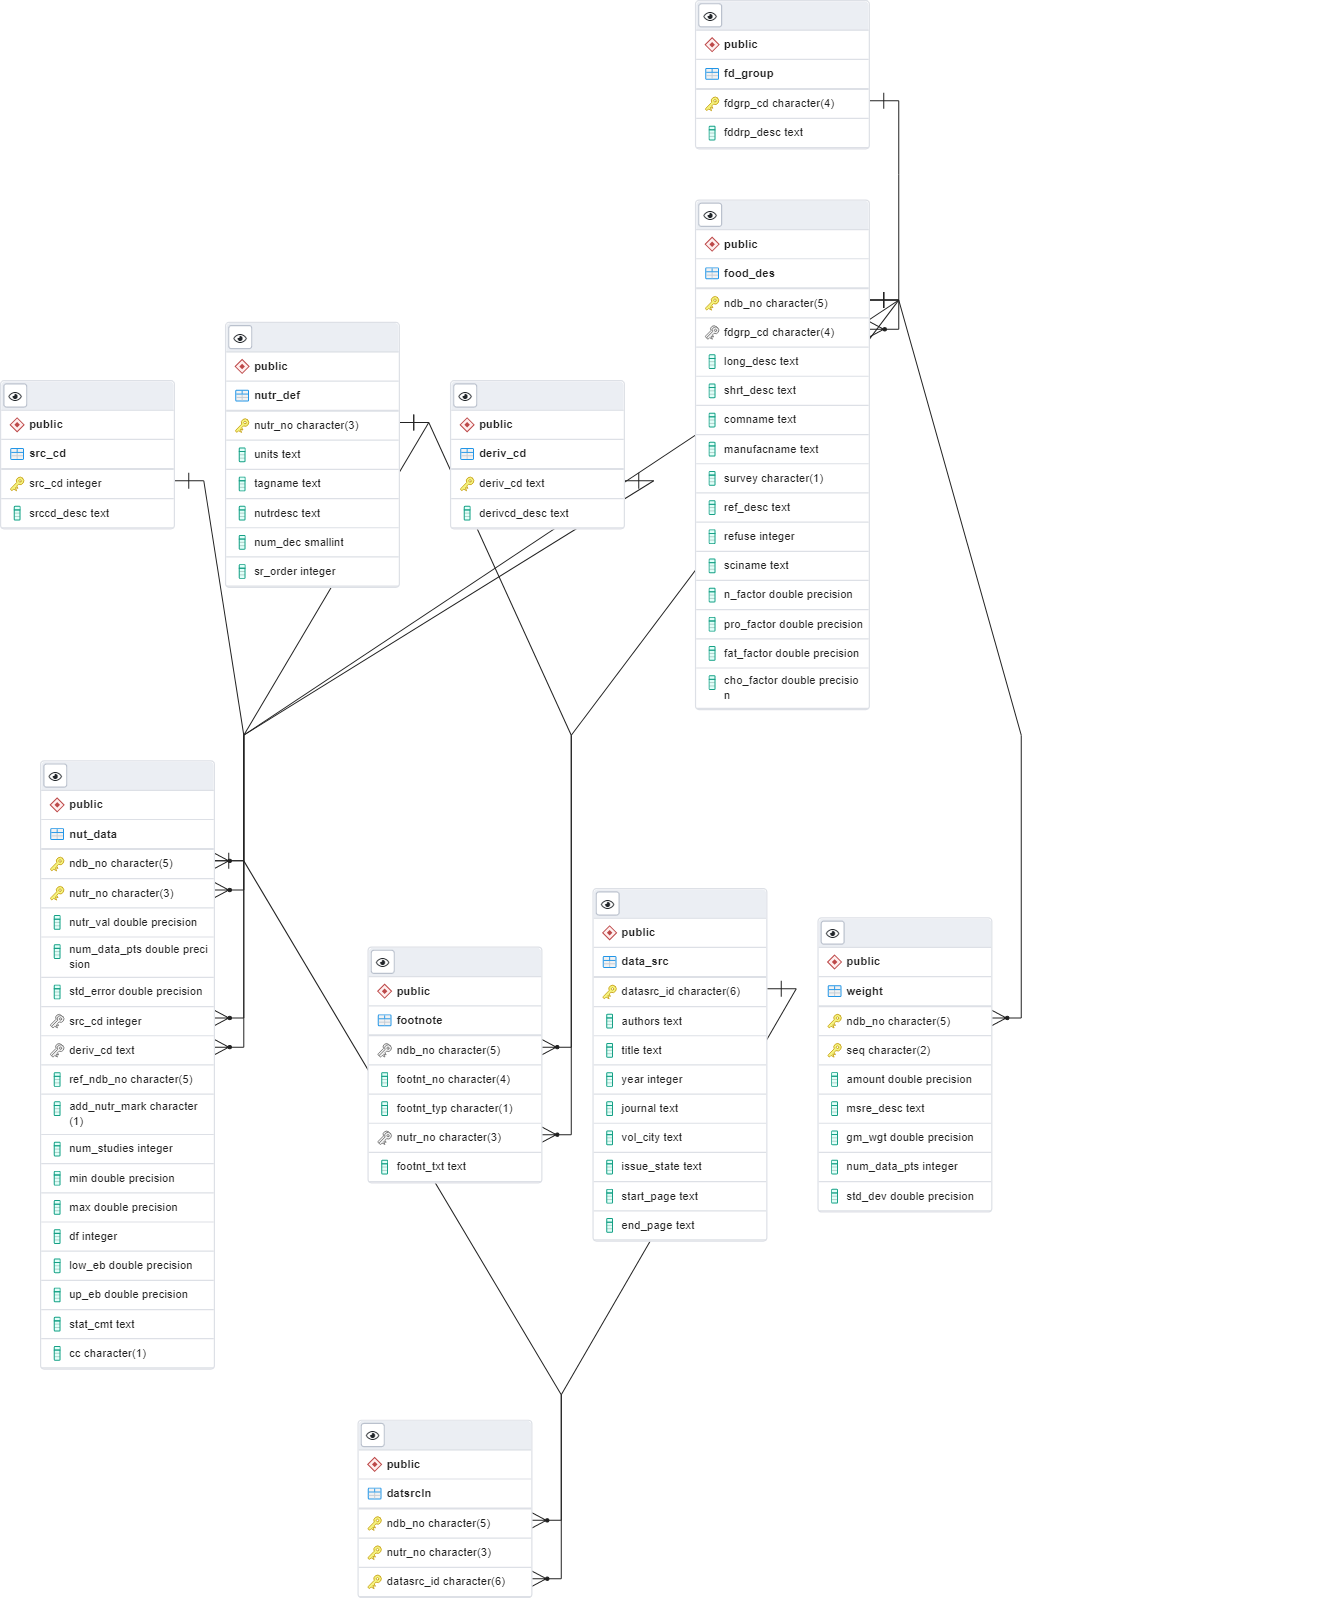 public
fd_group
fdgrp_cd character(4)
fddrp_desc text
public
food_des
ndb_no character(5)
fdgrp_cd character(4)
long_desc text
shrt_desc text
comname text
manufacname text
survey character(1)
ref_desc text
refuse integer
sciname text
n_factor double precision
pro_factor double precision
fat_factor double precision
cho_factor double precisio
n
public
nutr_def
nutr_no character(3)
units text
tagname text
nutrdesc text
num_dec smallint
sr_order integer
public
src_cd
src_cd integer
srccd_desc text
public
deriv_cd
deriv_cd text
derivcd_desc text
public
nut_data
ndb_no character(5)
nutr_no character(3)
nutr_val double precision
num_data_pts double preci
sion
std_error double precision
src_cd integer
deriv_cd text
ref_ndb_no character(5)
add_nutr_mark character
(1)
num_studies integer
min double precision
max double precision
df integer
low_eb double precision
up_eb double precision
stat_cmt text
cc character(1)
public
footnote
ndb_no character(5)
footnt_no character(4)
footnt_typ character(1)
nutr_no character(3)
footnt_txt text
public
data_src
datasrc_id character(6)
authors text
title text
year integer
journal text
vol_city text
issue_state text
start_page text
end_page text
public
weight
ndb_no character(5)
seq character(2)
amount double precision
msre_desc text
gm_wgt double precision
num_data_pts integer
std_dev double precision
public
datsrcln
ndb_no character(5)
nutr_no character(3)
datasrc_id character(6)